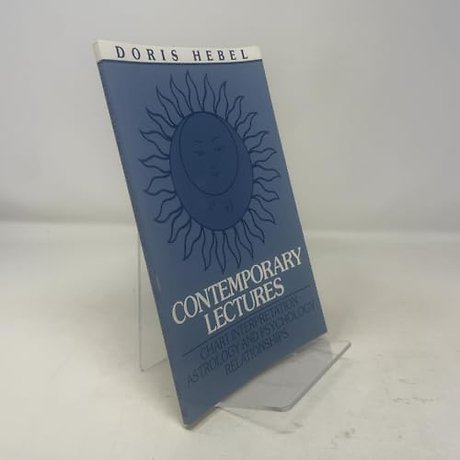 DORIS HEBEL
CONTEMPORARY
LECTURES
CHART INTERPRETATION
ASTROLOGY AND PSYCHOLOGY
RELATIONSHIPS